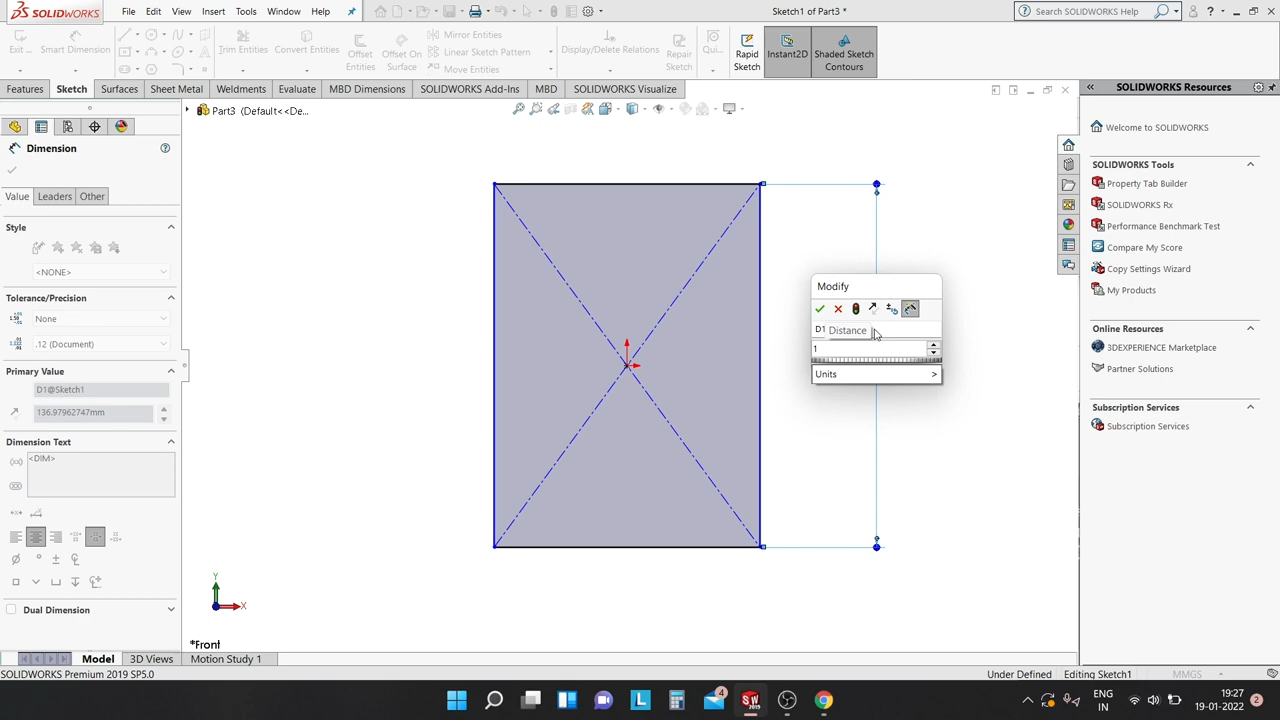 SOLIDWORKS
File Edit View Insert Tools Window Help
Sketch1 of Part3 *
Search SOLIDWORKS Help
Exit ...
Smart Dimension
Trim Entities
Convert Entities
Offset Entities
Offset On Surface
Mirror Entities
Linear Sketch Pattern
Move Entities
Display/Delete Relations
Repair Sketch
Qui...
Rapid Sketch
Instant2D
Shaded Sketch Contours
Features Sketch Surfaces Sheet Metal Weldments Evaluate MBD Dimensions SOLIDWORKS Add-Ins MBD SOLIDWORKS Visualize
Part3 (Default<<De...
Dimension
Value Leaders Other
Style
<NONE>
Tolerance/Precision
None
.12 (Document)
Primary Value
D1@Sketch1
136.97962747mm
Dimension Text
<DIM>
Dual Dimension
Modify
D1
Distance
1
Units >
Y
X
*Front
SOLIDWORKS Resources
Welcome to SOLIDWORKS
SOLIDWORKS Tools
Property Tab Builder
SOLIDWORKS Rx
Performance Benchmark Test
Compare My Score
Copy Settings Wizard
My Products
Online Resources
3DEXPERIENCE Marketplace
Partner Solutions
Subscription Services
Subscription Services
Model 3D Views Motion Study 1
SOLIDWORKS Premium 2019 SP5.0
Under Defined Editing Sketch1 MMGS
4
SW
2019
L
ENG
IN
19:27
19-01-2022